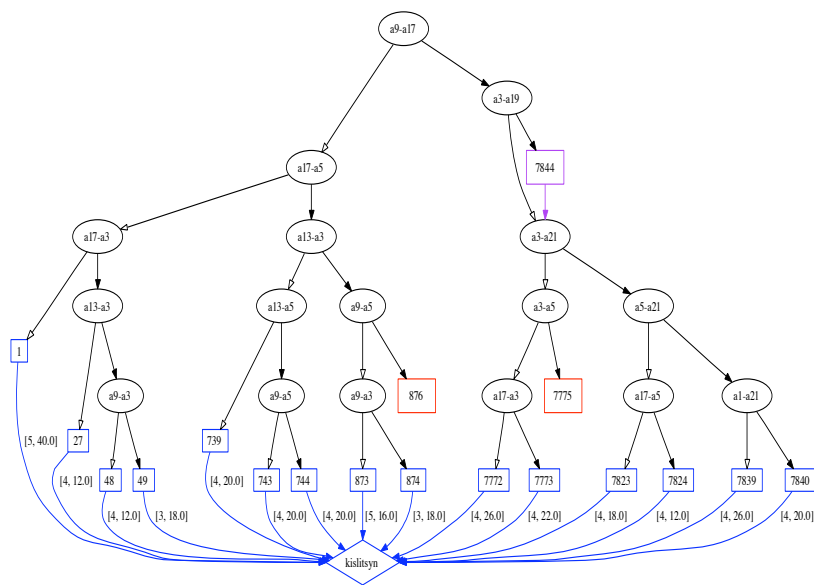 a9-a17
a3-a19
a17-a5
7844
a17-a3
a13-a3
a3-a21
a13-a3
a13-a5
a9-a5
a3-a5
a5-a21
1
a9-a3
a9-a5
a9-a3
876
a17-a3
7775
a17-a5
a1-a21
[5, 40.0]
27
739
48
49
743
744
873
874
7772
7773
7823
7824
7839
7840
[4, 12.0]
[4, 20.0]
[4, 12.0]
[3, 18.0]
[4, 20.0]
[4, 20.0]
[5, 16.0]
[3, 18.0]
[4, 26.0]
[4, 22.0]
[4, 18.0]
[4, 12.0]
[4, 26.0]
[4, 20.0]
kislitsyn